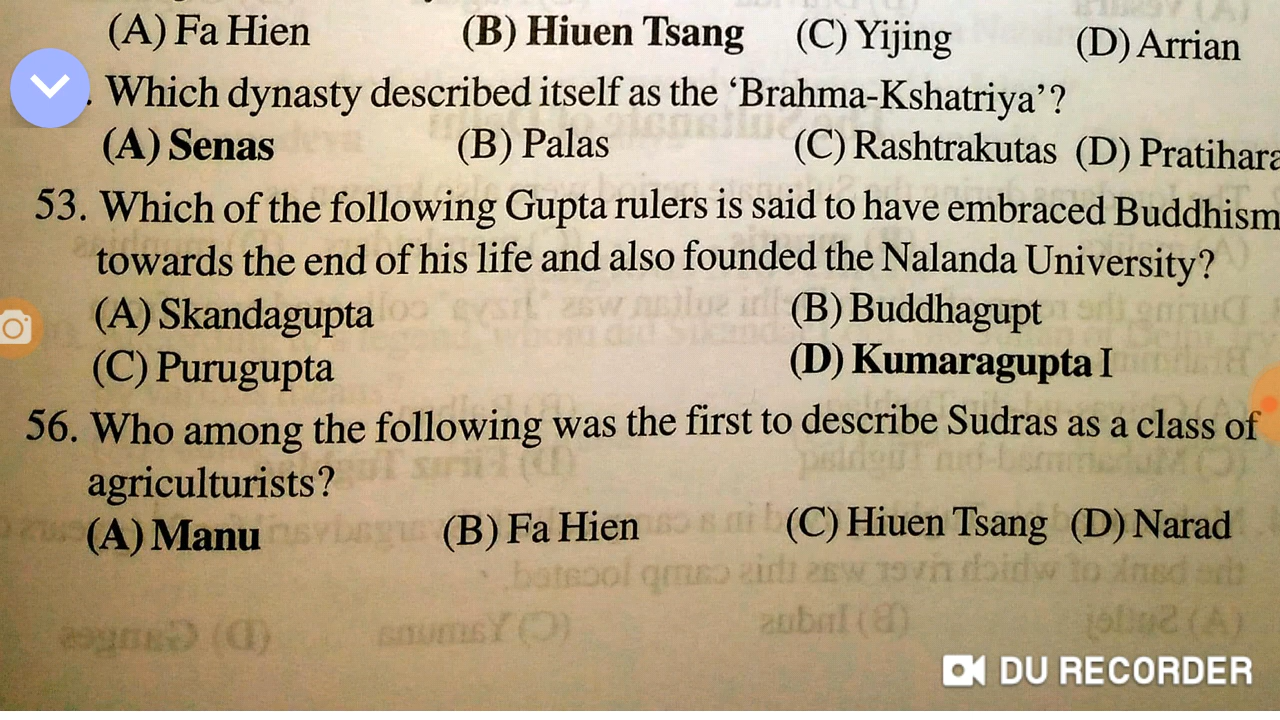 (A) Fa Hien (B) Hiuen Tsang (C) Yijing (D) Arrian
. Which dynasty described itself as the ‘Brahma-Kshatriya’?
(A) Senas (B) Palas (C) Rashtrakutas (D) Pratihara
53. Which of the following Gupta rulers is said to have embraced Buddhism
towards the end of his life and also founded the Nalanda University?
(A) Skandagupta (B) Buddhagupt
(C) Purugupta (D) Kumaragupta I
56. Who among the following was the first to describe Sudras as a class of
agriculturists?
(A) Manu (B) Fa Hien (C) Hiuen Tsang (D) Narad
DU RECORDER